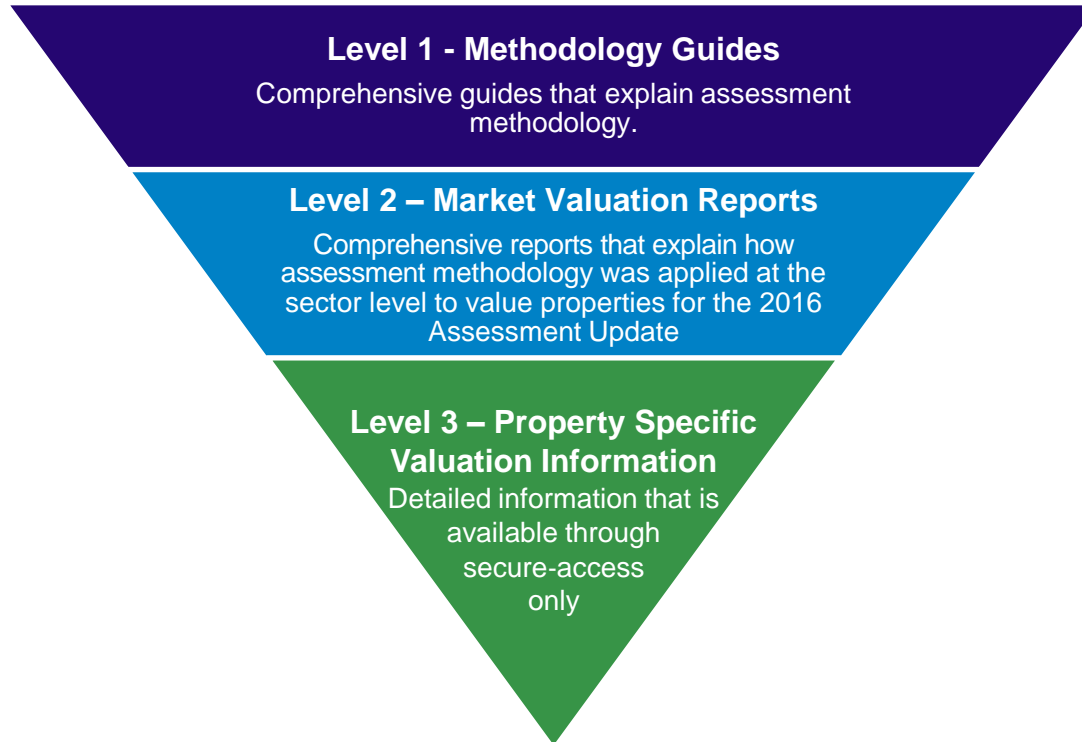 Level 1 - Methodology Guides
Comprehensive guides that explain assessment
methodology.
Level 2 – Market Valuation Reports
Comprehensive reports that explain how
assessment methodology was applied at the
sector level to value properties for the 2016
Assessment Update
Level 3 – Property Specific
Valuation Information
Detailed information that is
available through
secure-access
only